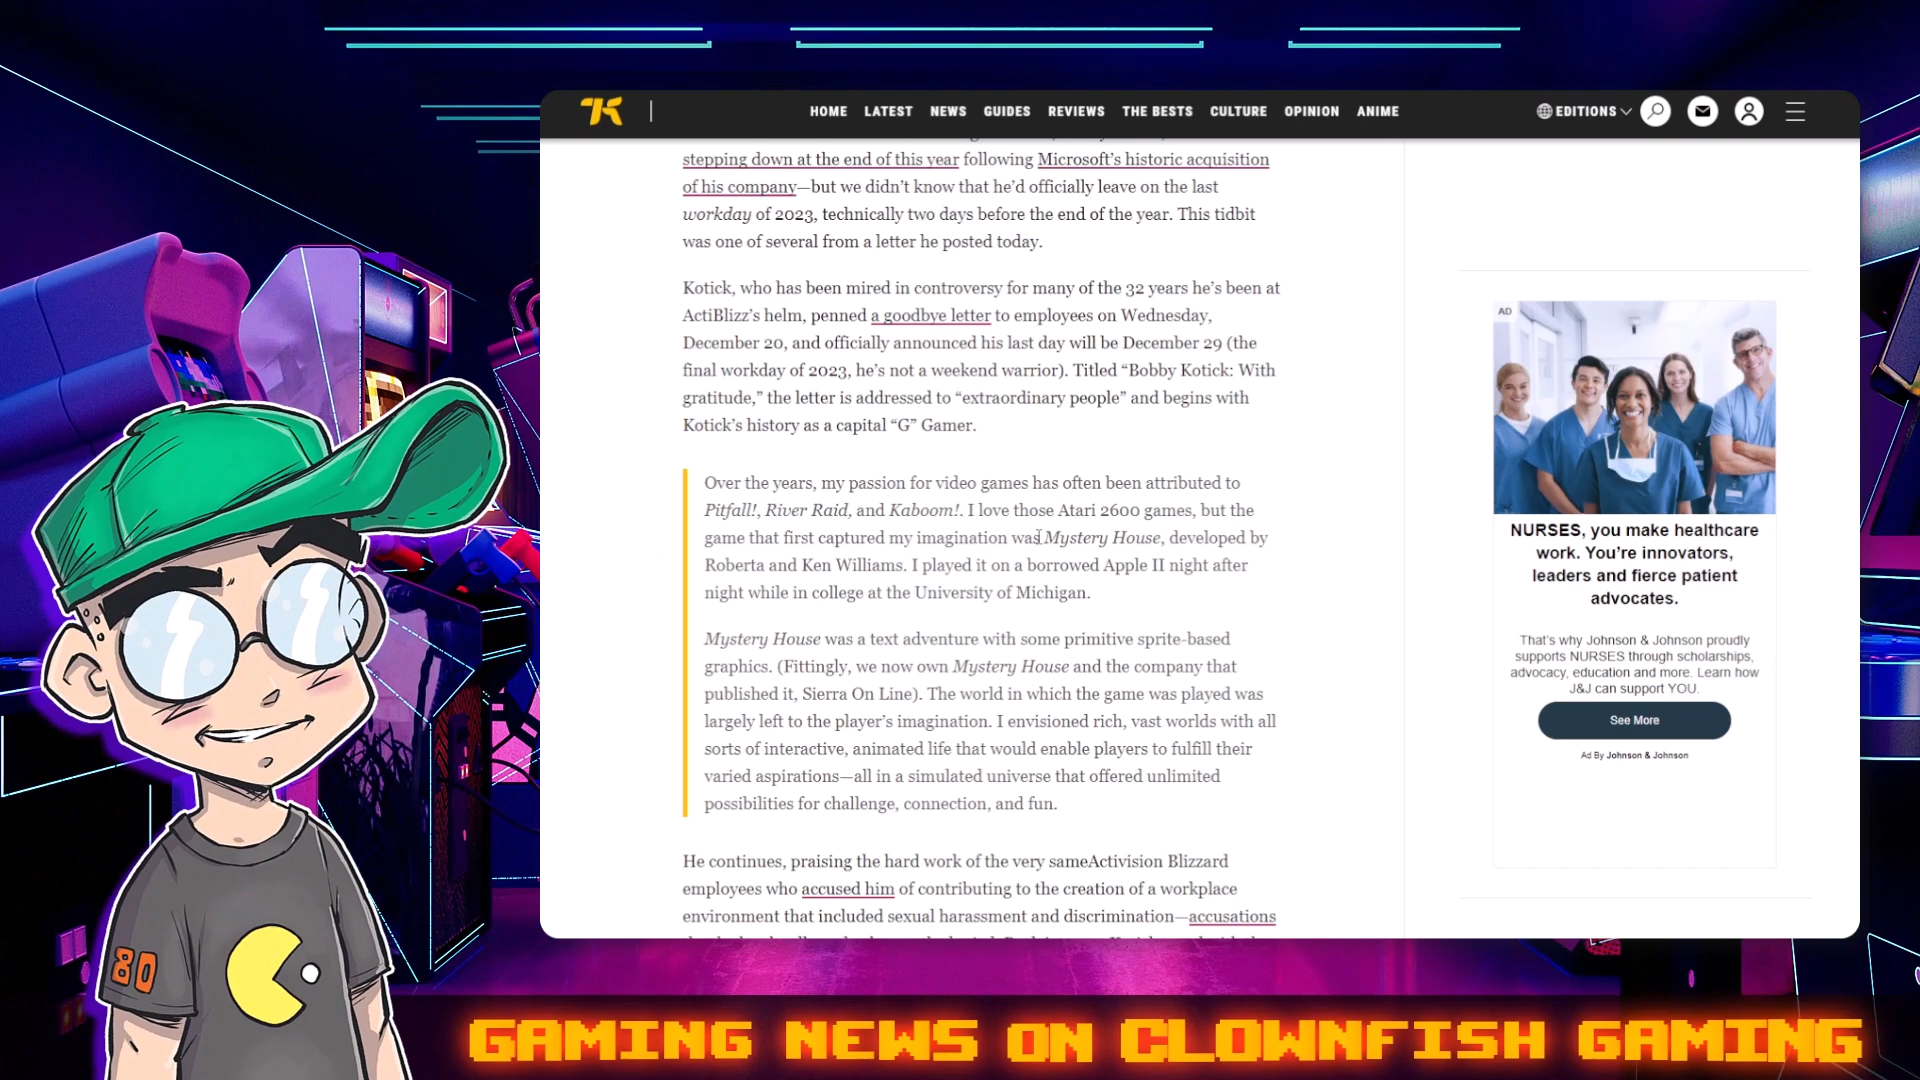 HOME LATEST NEWS GUIDES REVIEWS THE BESTS CULTURE OPINION ANIME EDITIONS
stepping down at the end of this year following Microsoft’s historic acquisition
of his company—but we didn’t know that he’d officially leave on the last
workday of 2023, technically two days before the end of the year. This tidbit
was one of several from a letter he posted today.
Kotick, who has been mired in controversy for many of the 32 years he’s been at
ActiBlizz’s helm, penned a goodbye letter to employees on Wednesday,
December 20, and officially announced his last day will be December 29 (the
final workday of 2023, he’s not a weekend warrior). Titled “Bobby Kotick: With
gratitude,” the letter is addressed to “extraordinary people” and begins with
Kotick’s history as a capital “G” Gamer.
Over the years, my passion for video games has often been attributed to
Pitfall!, River Raid, and Kaboom!. I love those Atari 2600 games, but the
game that first captured my imagination was Mystery House, developed by
Roberta and Ken Williams. I played it on a borrowed Apple II night after
night while in college at the University of Michigan.
Mystery House was a text adventure with some primitive sprite-based
graphics. (Fittingly, we now own Mystery House and the company that
published it, Sierra On Line). The world in which the game was played was
largely left to the player’s imagination. I envisioned rich, vast worlds with all
sorts of interactive, animated life that would enable players to fulfill their
varied aspirations—all in a simulated universe that offered unlimited
possibilities for challenge, connection, and fun.
He continues, praising the hard work of the very sameActivision Blizzard
employees who accused him of contributing to the creation of a workplace
environment that included sexual harassment and discrimination—accusations
AD
NURSES, you make healthcare
work. You’re innovators,
leaders and fierce patient
advocates.
That’s why Johnson & Johnson proudly
supports NURSES through scholarships,
advocacy, education and more. Learn how
J&J can support YOU.
See More
Ad By Johnson & Johnson
80
GAMING NEWS ON CLOWNFISH GAMING